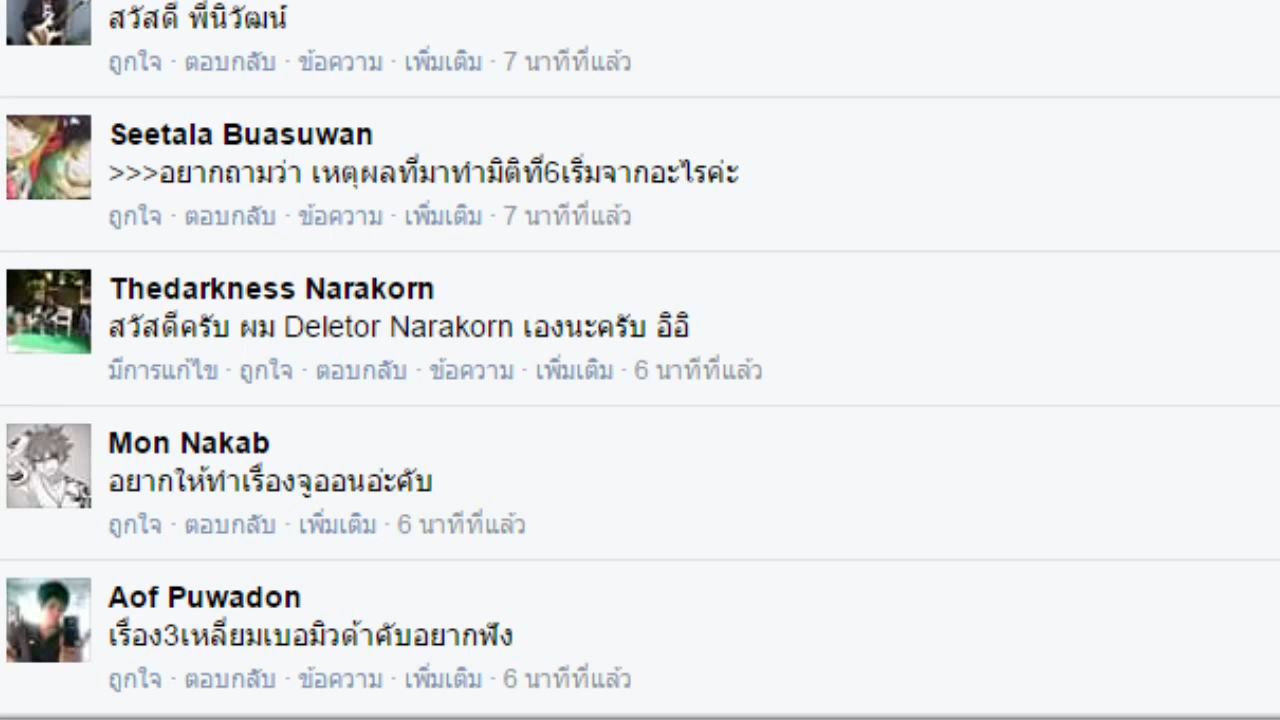 สวัสดี พี่นิวัฒน์
ถูกใจ · ตอบกลับ · ข้อความ · เพิ่มเติม · 7 นาทีที่แล้ว
Seetala Buasuwan
>>>อยากถามว่า เหตุผลที่มาทำมิติที่6เริ่มจากอะไรค่ะ
ถูกใจ · ตอบกลับ · ข้อความ · เพิ่มเติม · 7 นาทีที่แล้ว
Thedarkness Narakorn
สวัสดีครับ ผม Deletor Narakorn เองนะครับ อิอิ
มีการแก้ไข · ถูกใจ · ตอบกลับ · ข้อความ · เพิ่มเติม · 6 นาทีที่แล้ว
Mon Nakab
อยากให้ทำเรื่องจูออนอ่ะคับ
ถูกใจ · ตอบกลับ · เพิ่มเติม · 6 นาทีที่แล้ว
Aof Puwadon
เรื่อง3เหลี่ยมเบอมิวด้าคับอยากฟัง
ถูกใจ · ตอบกลับ · ข้อความ · เพิ่มเติม · 6 นาทีที่แล้ว